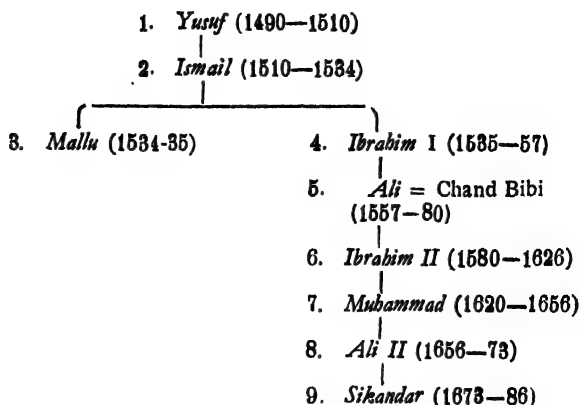 1. Yusuf (1490—1510)
2. Ismail (1510—1534)
3. Mallu (1534-35)
4. Ibrahim I (1535—57)
5. Ali = Chand Bibi
(1557—80)
6. Ibrahim II (1580—1626)
7. Muhammad (1620—1656)
8. Ali II (1656—73)
9. Sikandar (1673—86)